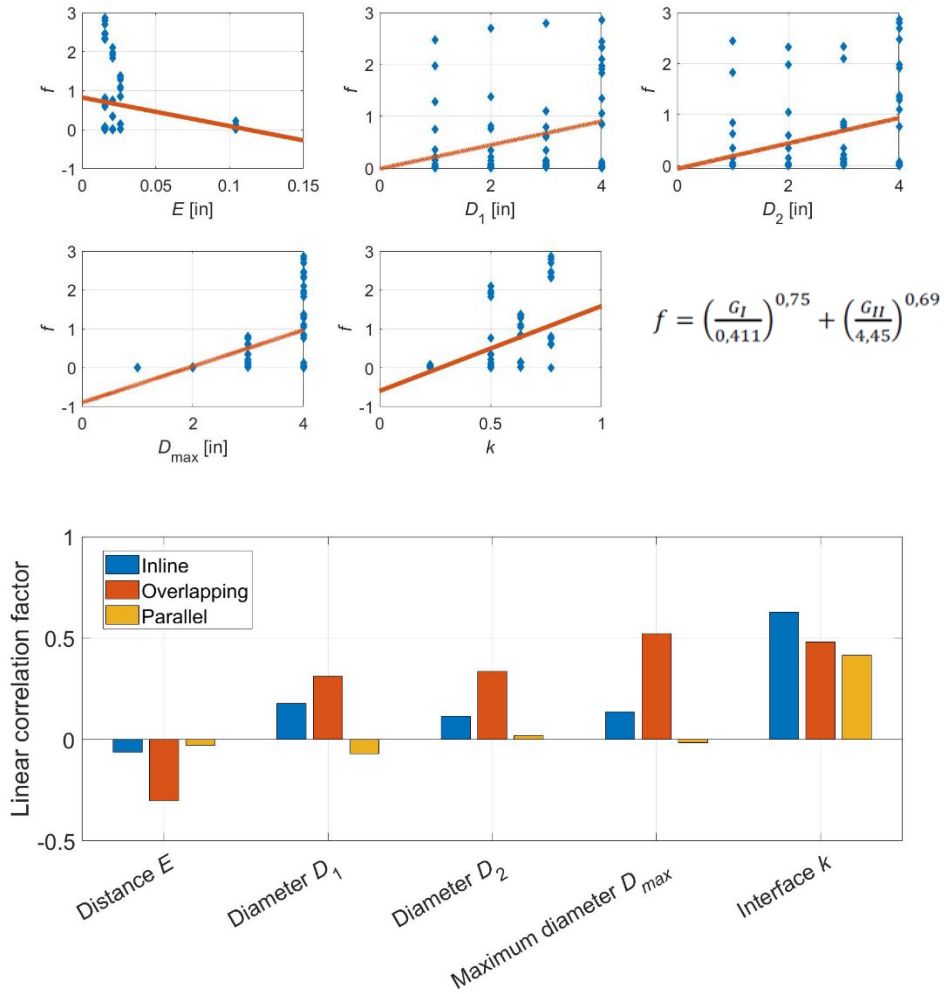 3
2
1
0
-1
f
0
0.05
0.1
0.15
E [in]
3
2
1
0
f
0
1
2
3
4
D1 [in]
3
2
1
0
f
0
1
2
3
4
D2 [in]
3
2
1
0
-1
f
0
2
4
Dmax [in]
3
2
1
0
-1
f
0
0.5
1
k
f = (GI/0,411)^0,75 + (GII/4,45)^0,69
1
0.5
0
-0.5
Linear correlation factor
Inline
Overlapping
Parallel
Distance E
Diameter D1
Diameter D2
Maximum diameter Dmax
Interface k